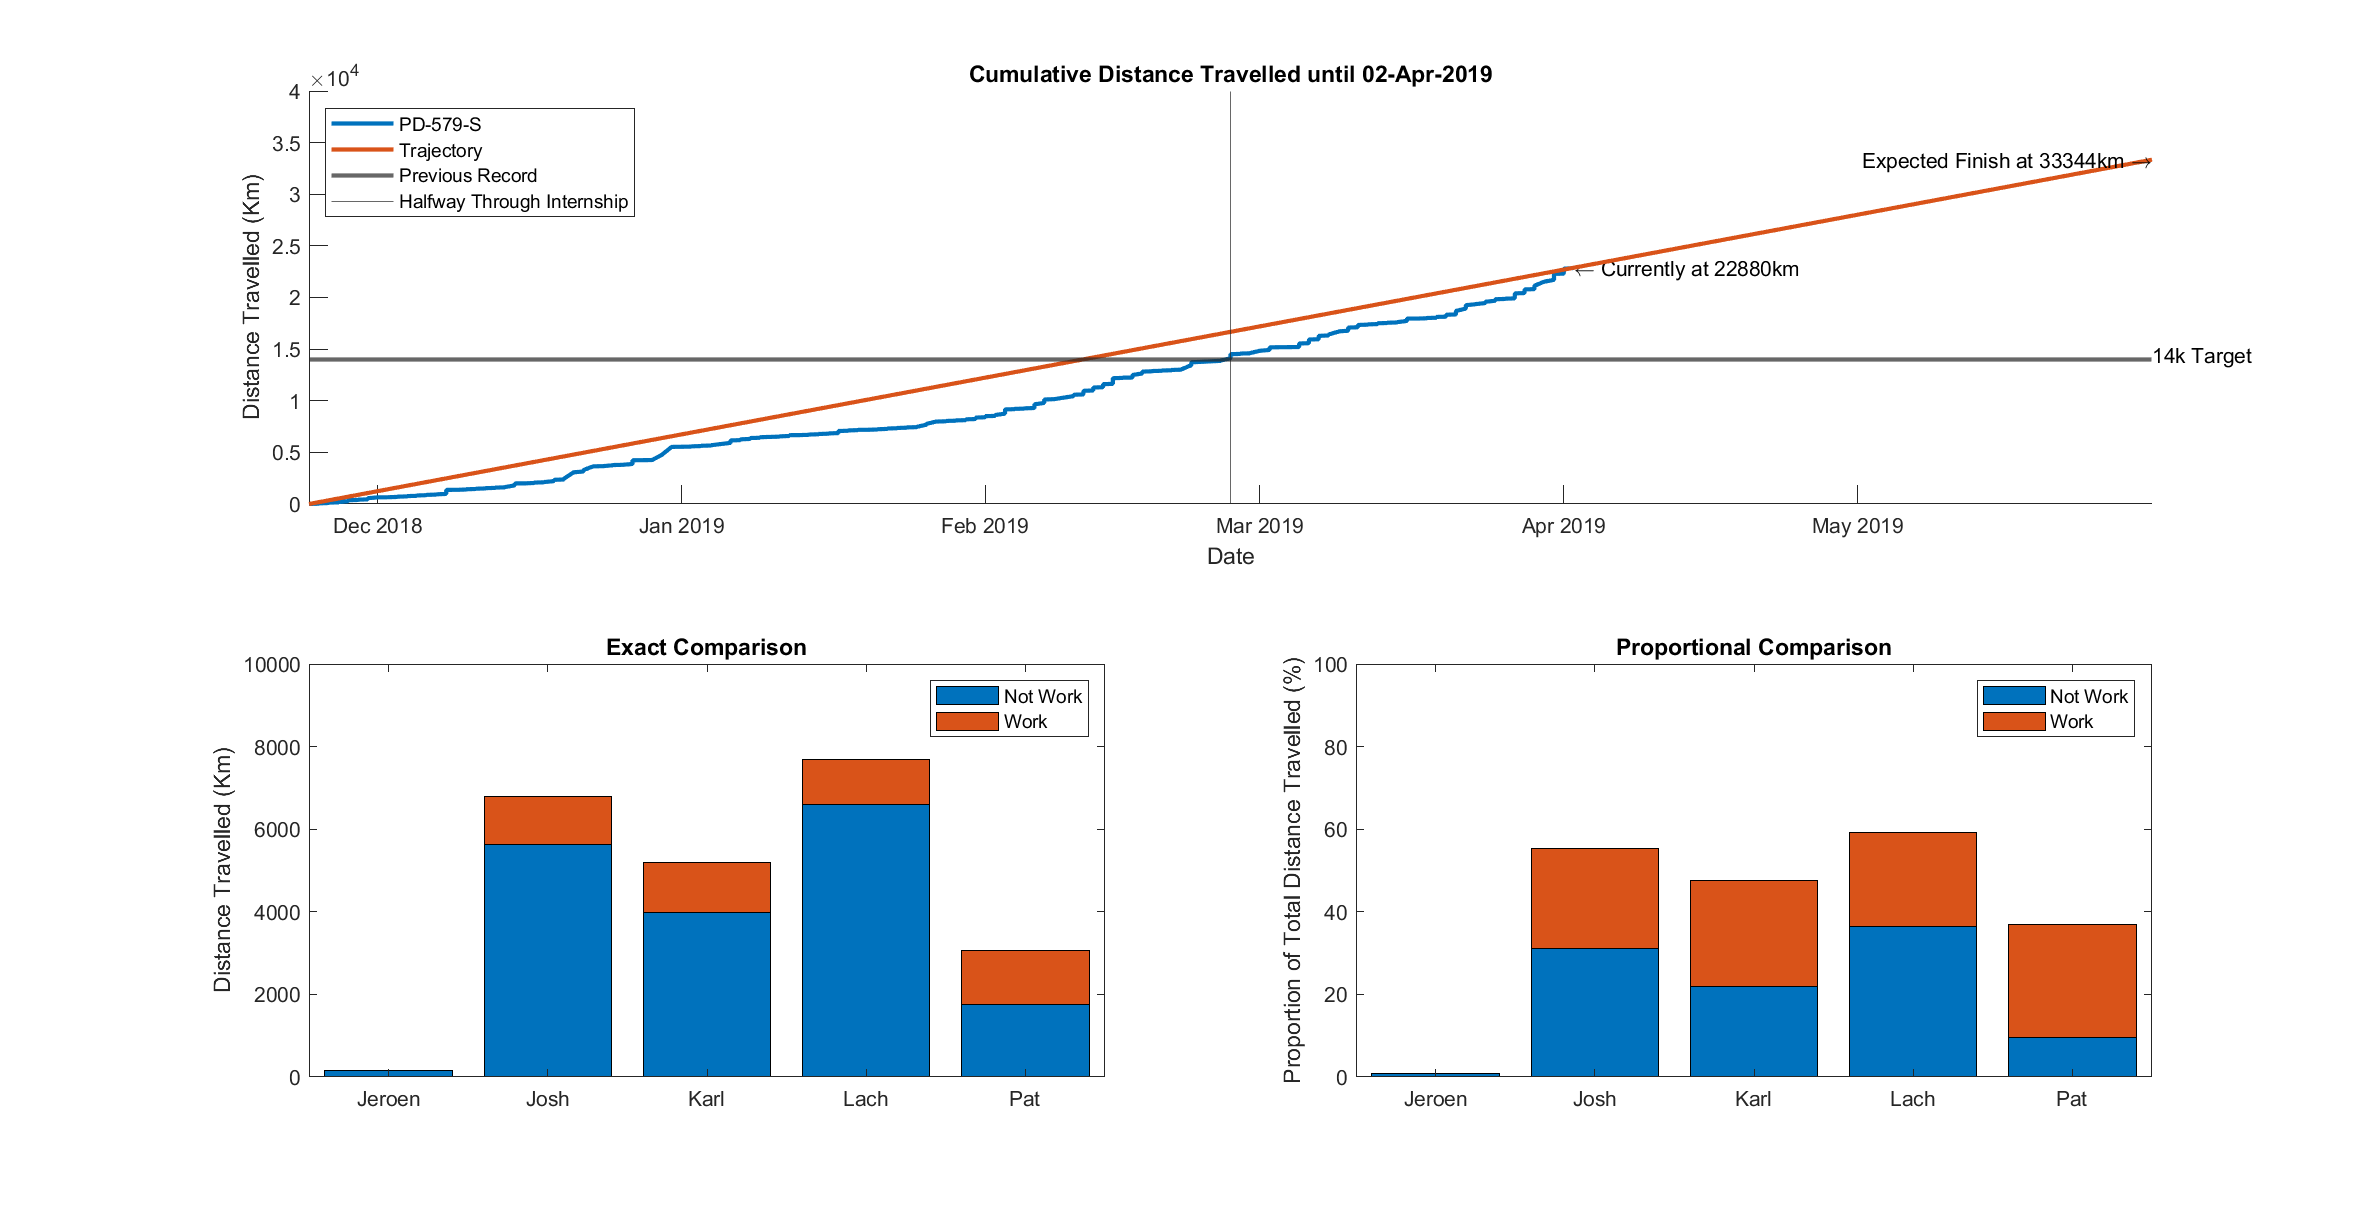 Cumulative Distance Travelled until 02-Apr-2019
×10^4
4
3.5
3
2.5
2
1.5
1
0.5
0
Distance Travelled (Km)
PD-579-S
Trajectory
Previous Record
Halfway Through Internship
Expected Finish at 33344km →
← Currently at 22880km
14k Target
Dec 2018 Jan 2019 Feb 2019 Mar 2019 Apr 2019 May 2019
Date
Exact Comparison
10000
8000
6000
4000
2000
0
Distance Travelled (Km)
Not Work
Work
Jeroen Josh Karl Lach Pat
Proportional Comparison
100
80
60
40
20
0
Proportion of Total Distance Travelled (%)
Not Work
Work
Jeroen Josh Karl Lach Pat